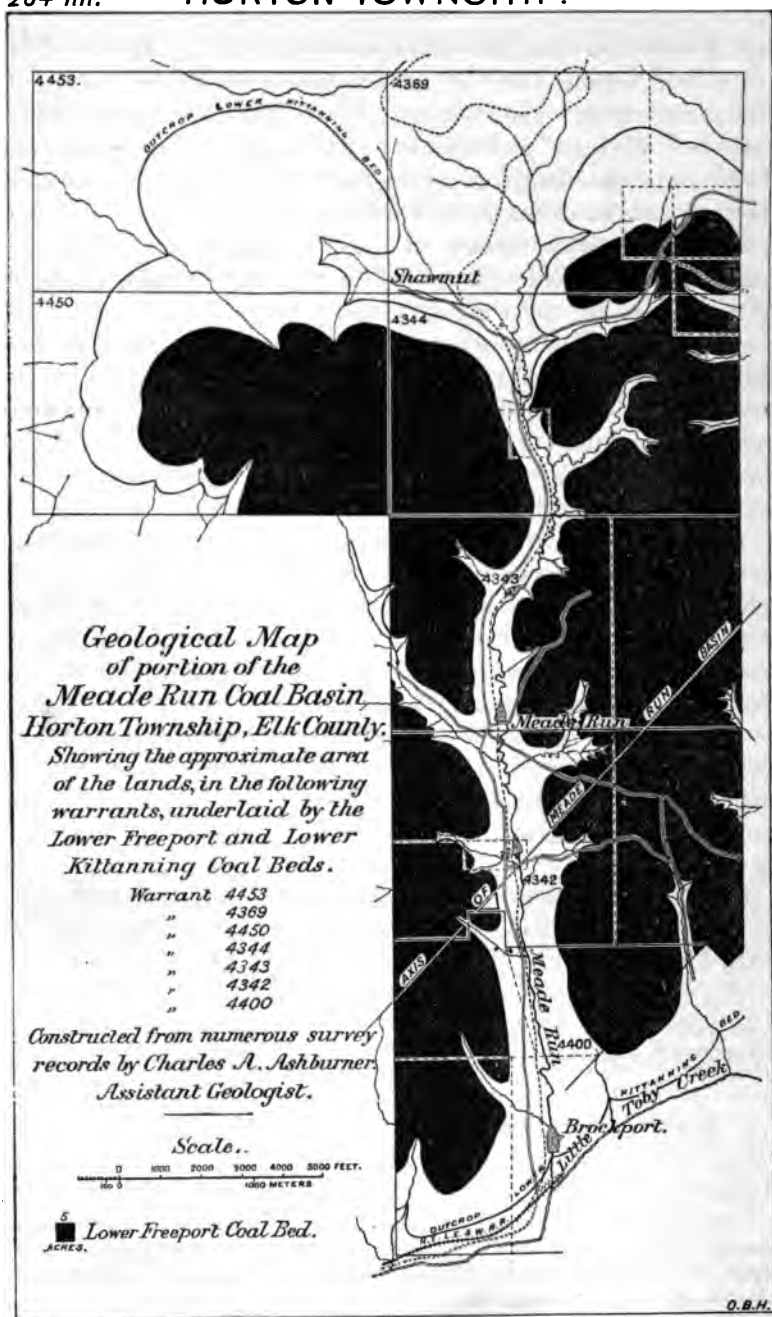 264 hh. HORTON TOWNSHIP.
4453.
4369
OUTCROP LOWER KITTANNING BED
Shawmut
4450
4344
4343
Geological Map
of portion of the
Meade Run Coal Basin
Horton Township, Elk County.
Showing the approximate area
of the lands, in the following
warrants, underlaid by the
Lower Freeport and Lower
Kittanning Coal Beds.
Warrant 4453
„ 4369
„ 4450
„ 4344
„ 4343
„ 4342
„ 4400
Constructed from numerous survey
records by Charles A. Ashburner.
Assistant Geologist.
Scale..
0 1000 2000 3000 4000 5000 FEET.
100 0 1000 METERS
5
ACRES.
Lower Freeport Coal Bed.
Meade Run
AXIS OF MEADE RUN BASIN
4342
Meade Run
4400
KITTANNING BED
Little Toby Creek
Brockport.
OUTCROP LOWER
N.Y. L.E. & W. R.R.
O.B.H.